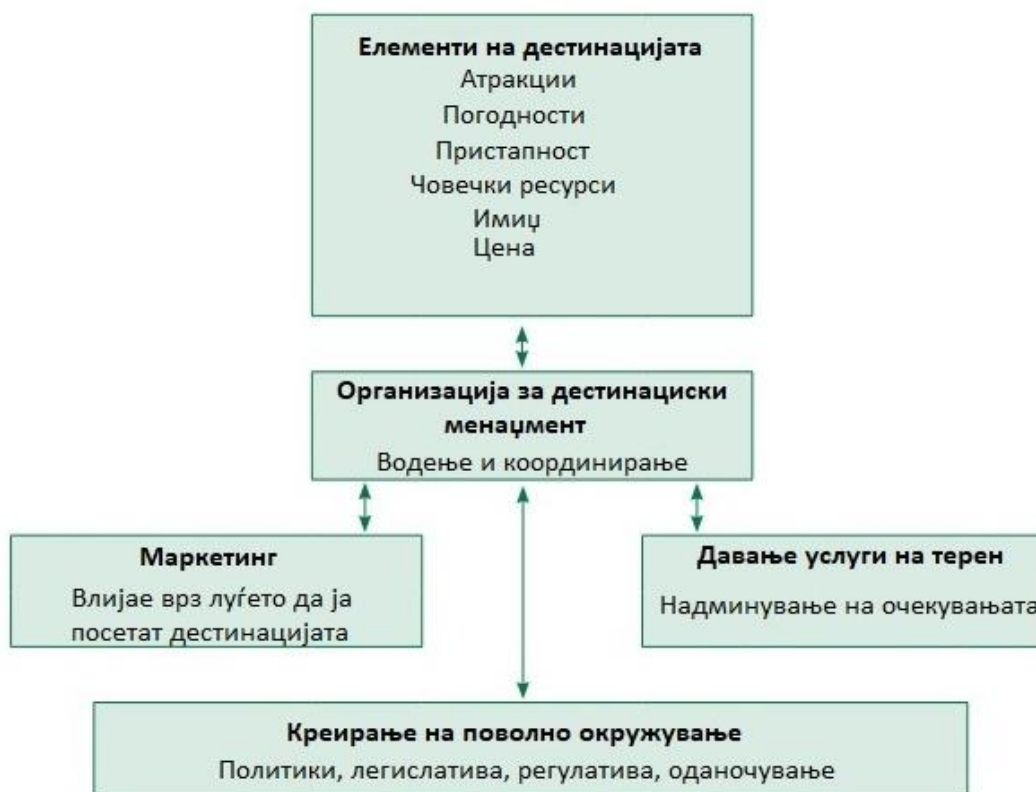 Елементи на дестинацијата
Атракции
Погодности
Пристапност
Човечки ресурси
Имиџ
Цена
Организација за дестинациски
менаџмент
Водење и координирање
Маркетинг
Влијае врз луѓето да ја
посетат дестинацијата
Давање услуги на терен
Надминување на очекувањата
Креирање на поволно окружување
Политики, легислатива, регулатива, оданочување